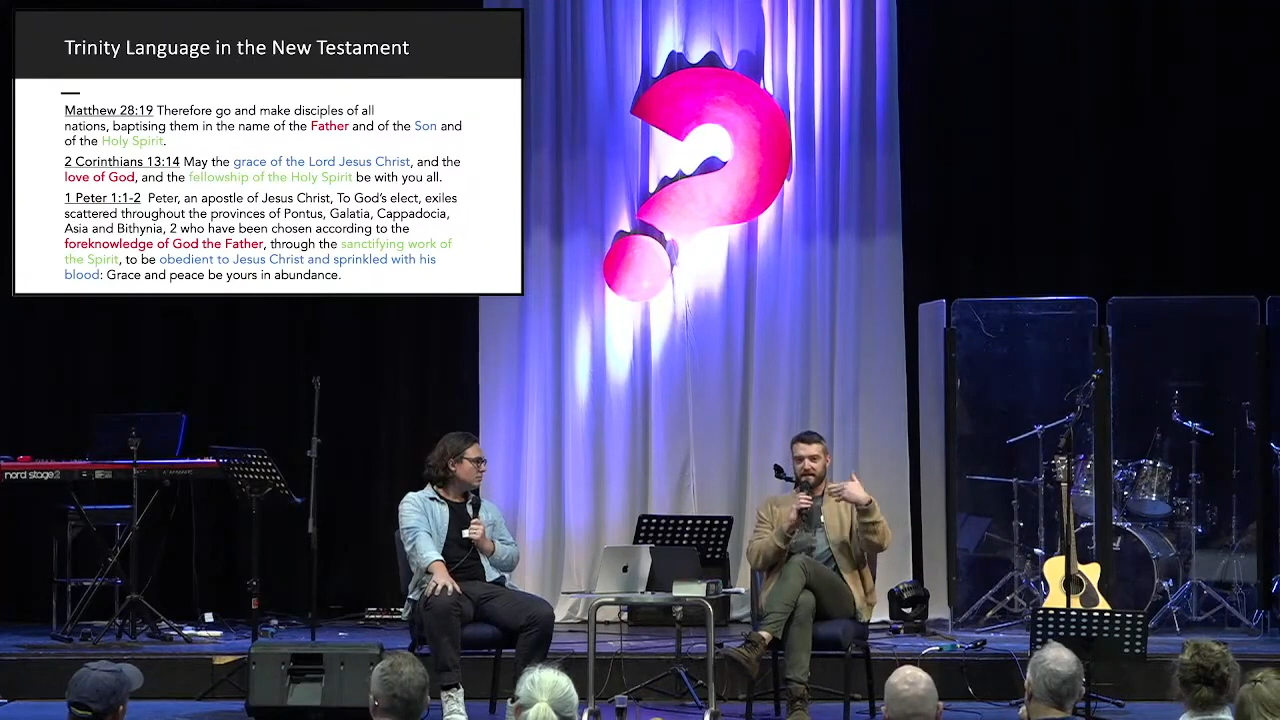 Trinity Language in the New Testament
Matthew 28:19 Therefore go and make disciples of all
nations, baptising them in the name of the Father and of the Son and
of the Holy Spirit.
2 Corinthians 13:14 May the grace of the Lord Jesus Christ, and the
love of God, and the fellowship of the Holy Spirit be with you all.
1 Peter 1:1-2  Peter, an apostle of Jesus Christ, To God's elect, exiles
scattered throughout the provinces of Pontus, Galatia, Cappadocia,
Asia and Bithynia, 2 who have been chosen according to the
foreknowledge of God the Father, through the sanctifying work of
the Spirit, to be obedient to Jesus Christ and sprinkled with his
blood: Grace and peace be yours in abundance.
nord stage 2